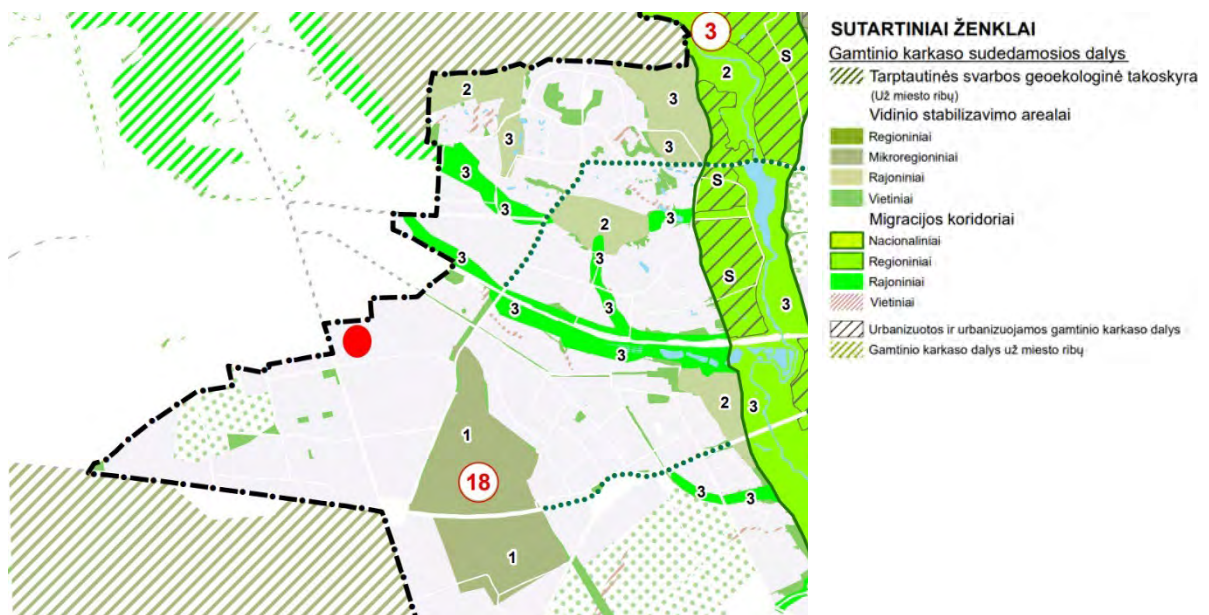 SUTARTINIAI ŽENKLAI
Gamtinio karkaso sudedamosios dalys
Tarptautinės svarbos geoekologinė takoskyra
(Už miesto ribų)
Vidinio stabilizavimo arealai
Regioniniai
Mikroregioniniai
Rajoniniai
Vietiniai
Migracijos koridoriai
Nacionaliniai
Regioniniai
Rajoniniai
Vietiniai
Urbanizuotos ir urbanizuojamos gamtinio karkaso dalys
Gamtinio karkaso dalys už miesto ribų
3
S
2
2
3
3
3
3
S
3
2
3
3
3
3
S
3
3
3
3
2
3
1
18
3
3
1